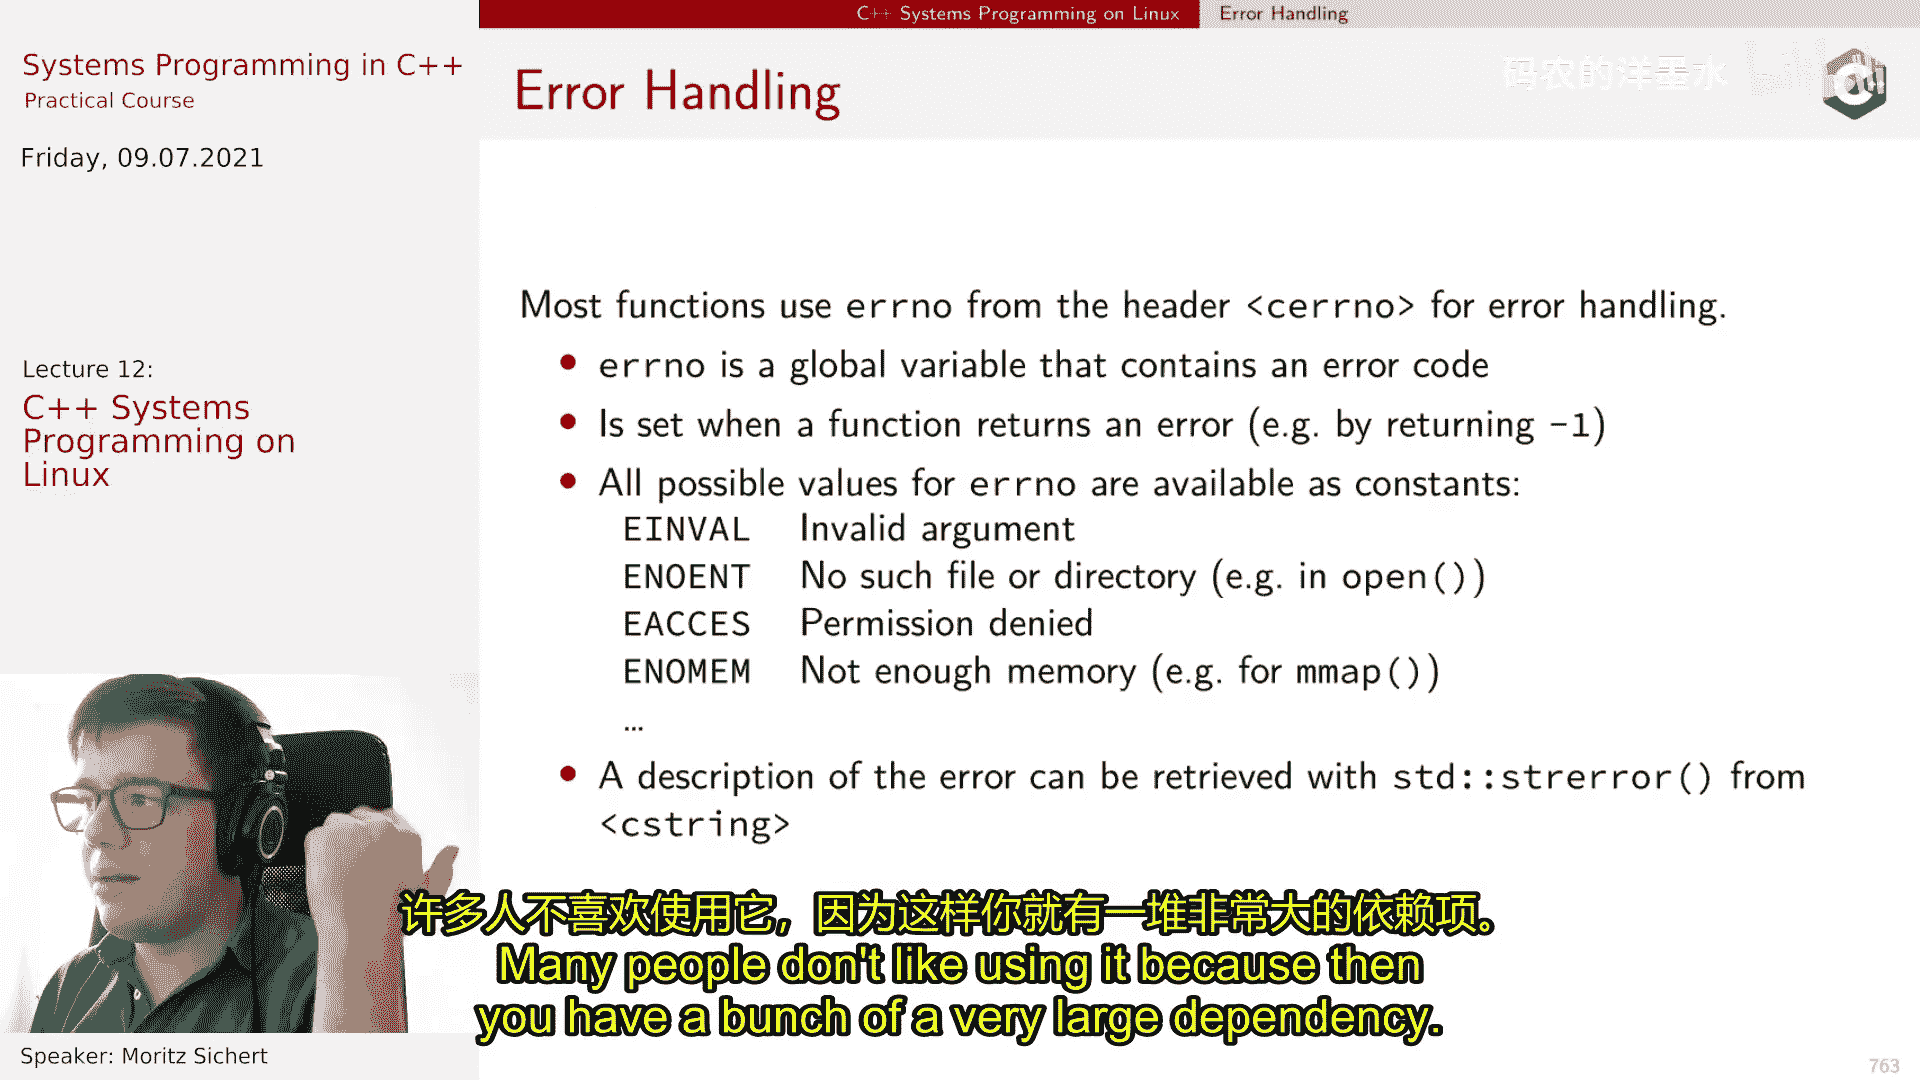 C++ Systems Programming on Linux
Error Handling
Systems Programming in C++
Practical Course
Friday, 09.07.2021
Lecture 12:
C++ Systems
Programming on
Linux
Error Handling
码农的洋墨水
Most functions use errno from the header <cerrno> for error handling.
• errno is a global variable that contains an error code
• Is set when a function returns an error (e.g. by returning -1)
• All possible values for errno are available as constants:
EINVAL Invalid argument
ENOENT No such file or directory (e.g. in open())
EACCES Permission denied
ENOMEM Not enough memory (e.g. for mmap())
…
• A description of the error can be retrieved with std::strerror() from
<cstring>
许多人不喜欢使用它，因为这样你就有一堆非常大的依赖项。
Many people don't like using it because then
you have a bunch of a very large dependency.
Speaker: Moritz Sichert
763